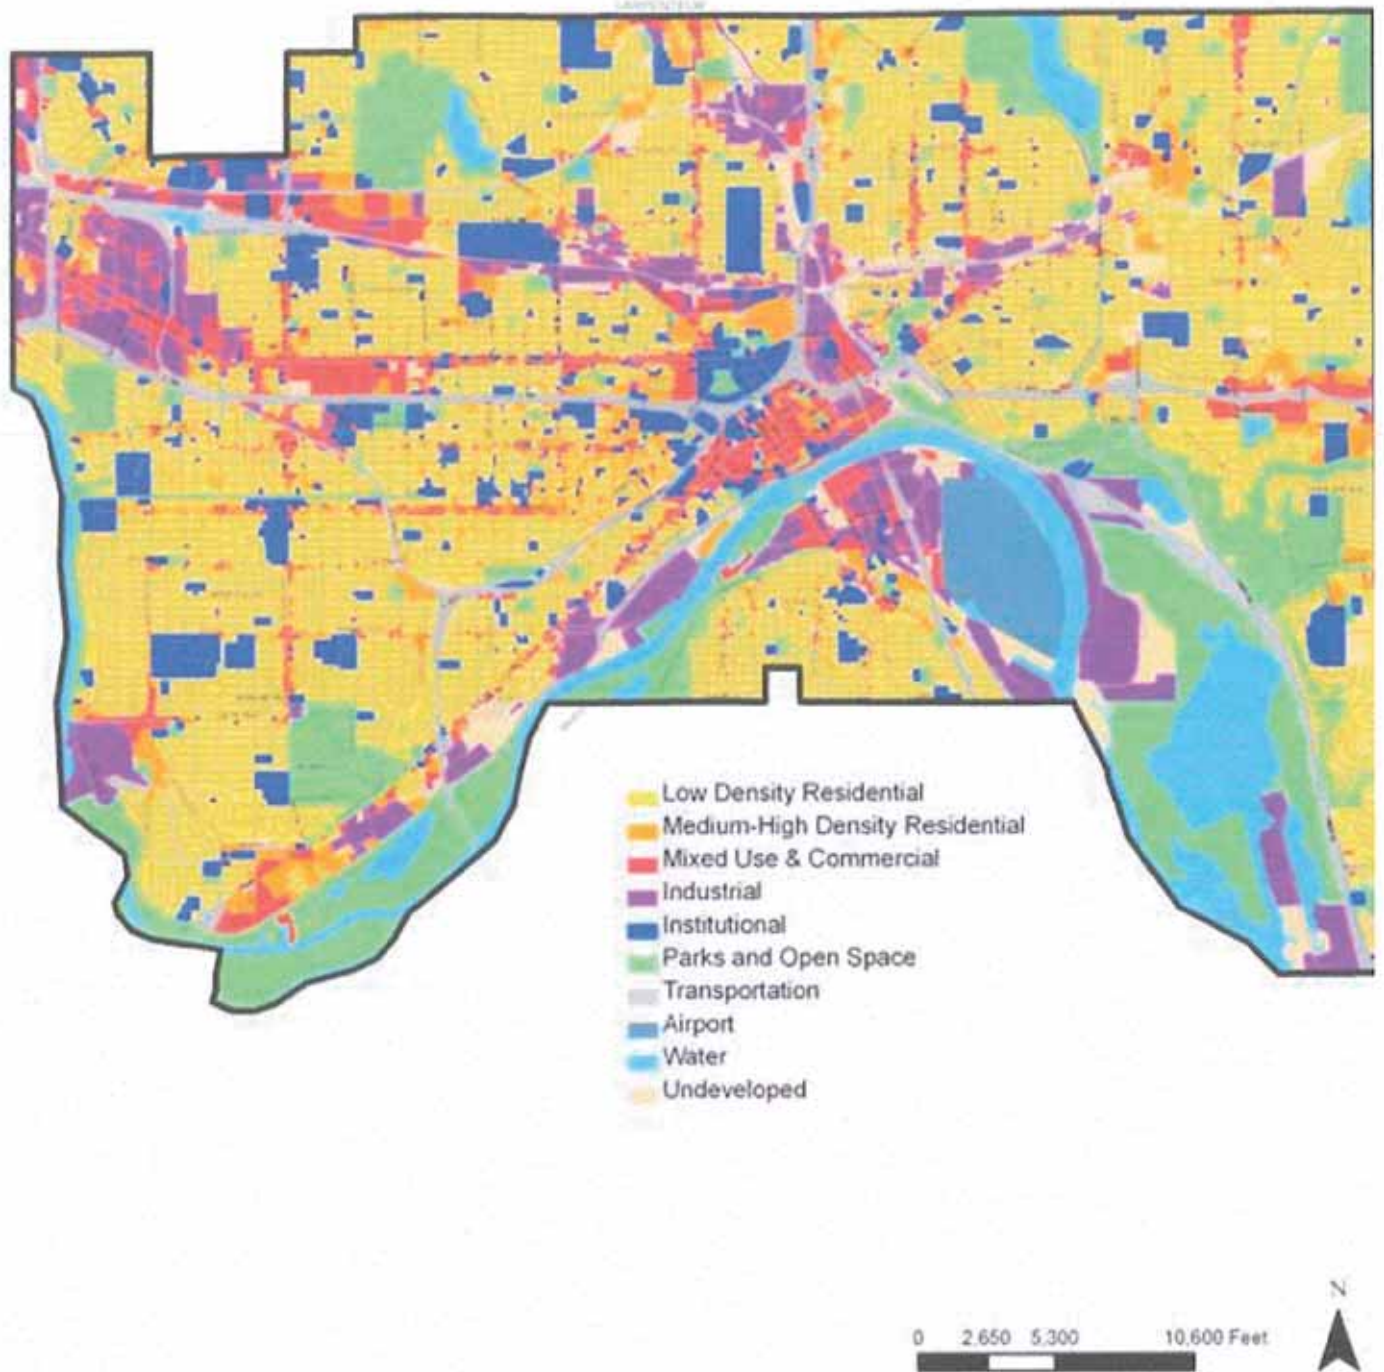 LARPENTEUR
Low Density Residential
Medium-High Density Residential
Mixed Use & Commercial
Industrial
Institutional
Parks and Open Space
Transportation
Airport
Water
Undeveloped
N
0 2,650 5,300 10,600 Feet